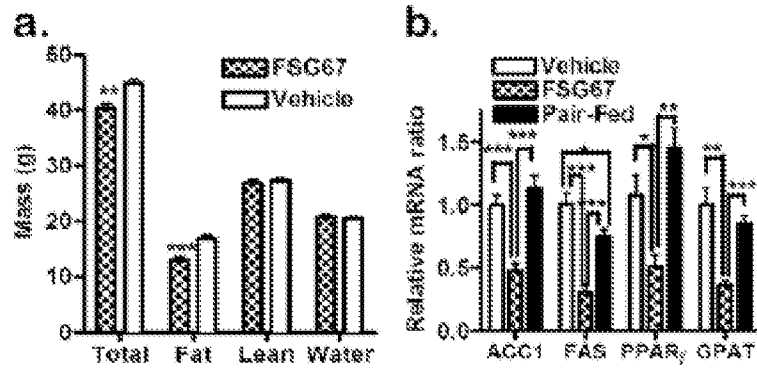 a.
50
40
30
20
10
0
Mass (g)
FSG67
Vehicle
**
****
Total Fat Lean Water
b.
Vehicle
FSG67
Pair-Fed
Relative mRNA ratio
1.5
1.0
0.5
0.0
*** ***
* *** ***
* **
** ***
ACC1 FAS PPARγ GPAT